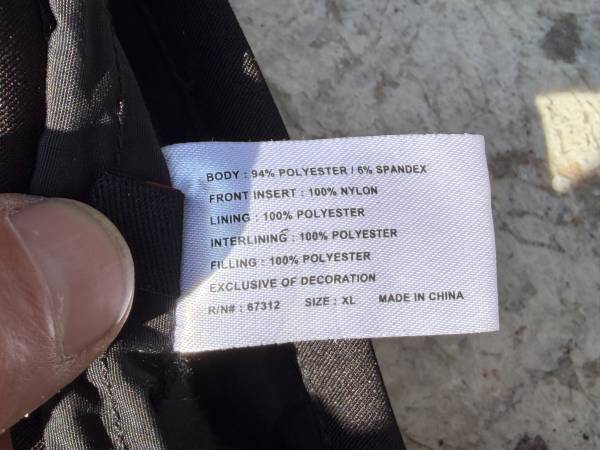 BODY : 94% POLYESTER / 6% SPANDEX
FRONT INSERT : 100% NYLON
LINING : 100% POLYESTER
INTERLINING : 100% POLYESTER
FILLING : 100% POLYESTER
EXCLUSIVE OF DECORATION
R/N# : 67312 SIZE : XL MADE IN CHINA